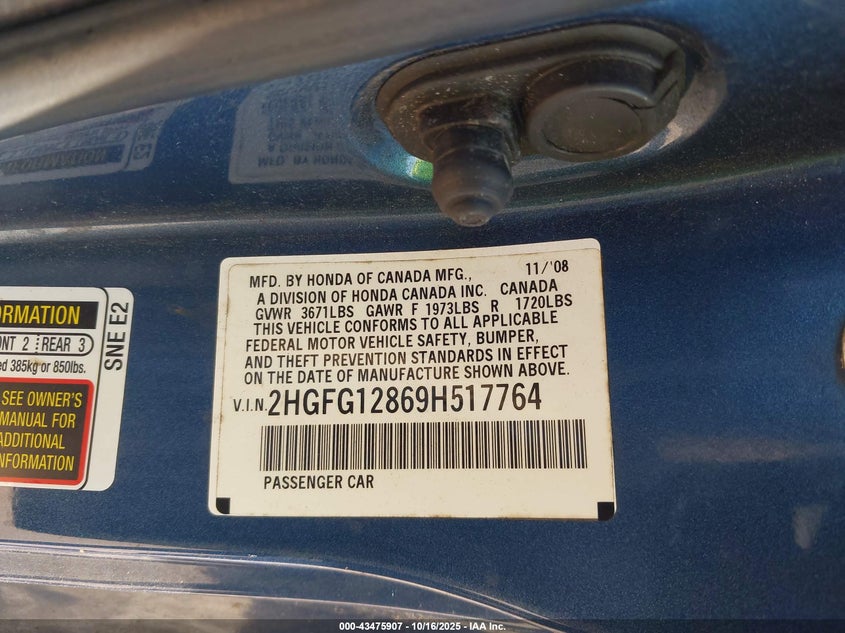 MFD. BY HONDA OF CANADA MFG., 11/'08
A DIVISION OF HONDA CANADA INC. CANADA
GVWR 3671LBS GAWR F 1973LBS R 1720LBS
THIS VEHICLE CONFORMS TO ALL APPLICABLE
FEDERAL MOTOR VEHICLE SAFETY, BUMPER,
AND THEFT PREVENTION STANDARDS IN EFFECT
ON THE DATE OF MANUFACTURE SHOWN ABOVE.
V.I.N. 2HGFG12869H517764
PASSENGER CAR
ORMATION
NT 2 REAR 3
ed 385kg or 850lbs.
SEE OWNER'S
MANUAL FOR
ADDITIONAL
NFORMATION
SNE E2
000-43475907 - 10/16/2025 - IAA Inc.